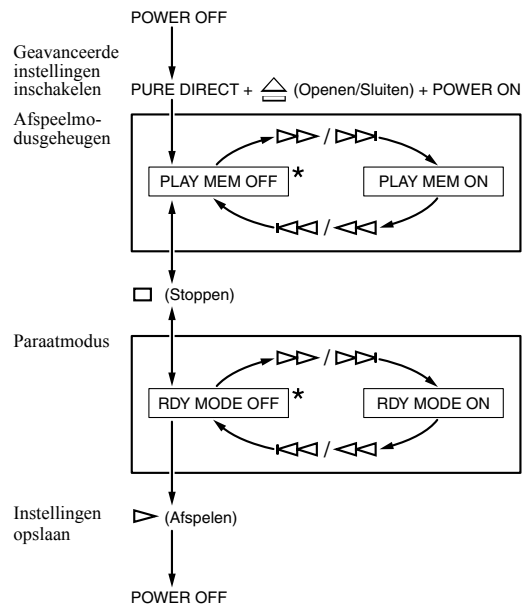 POWER OFF
Geavanceerde
instellingen
inschakelen
PURE DIRECT + (Openen/Sluiten) + POWER ON
Afspeelmo-
dusgeheugen
/
PLAY MEM OFF *
PLAY MEM ON
/
(Stoppen)
Paraatmodus
/
RDY MODE OFF *
RDY MODE ON
/
Instellingen
opslaan
(Afspelen)
POWER OFF